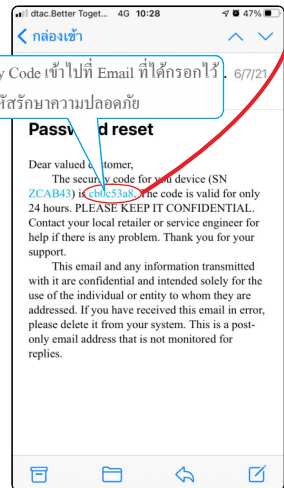 dtac.Better Toget... 4G 10:28 47%
กล่องเข้า
y Code เข้าไปที่ Email ที่ได้กรอกไว้ . 6/7/21
หัสรักษาความปลอดภัย
Password reset
Dear valued customer,
The security code for you device (SN
ZCAB43) is cb0c53a8. The code is valid for only
24 hours. PLEASE KEEP IT CONFIDENTIAL.
Contact your local retailer or service engineer for
help if there is any problem. Thank you for your
support.
This email and any information transmitted
with it are confidential and intended solely for the
use of the individual or entity to whom they are
addressed. If you have received this email in error,
please delete it from your system. This is a post-
only email address that is not monitored for
replies.